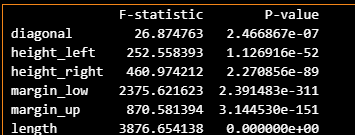 F-statistic P-value
diagonal 26.874763 2.466867e-07
height_left 252.558393 1.126916e-52
height_right 460.974212 2.270856e-89
margin_low 2375.621623 2.391483e-311
margin_up 870.581394 3.144530e-151
length 3876.654138 0.000000e+00